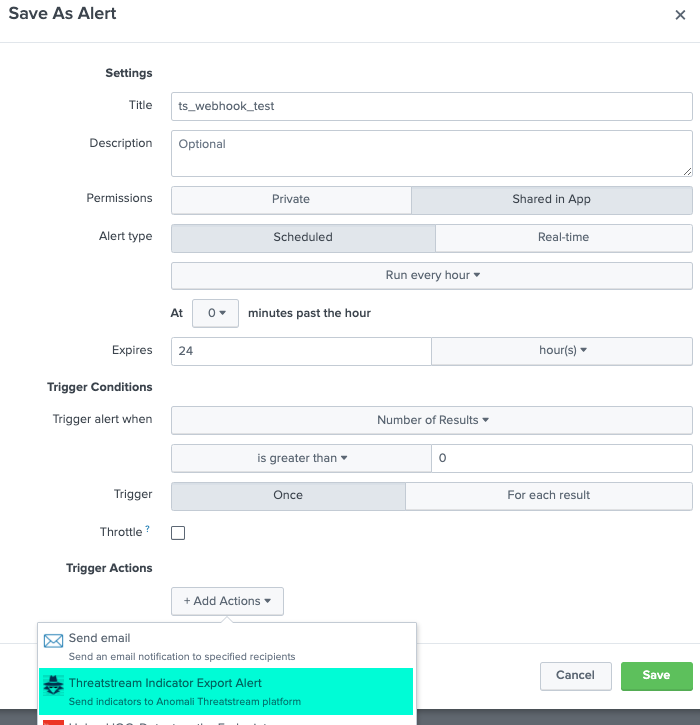 Save As Alert
×
Settings
Title
ts_webhook_test
Description
Optional
Permissions
Private
Shared in App
Alert type
Scheduled
Real-time
Run every hour
At 0 minutes past the hour
Expires
24
hour(s)
Trigger Conditions
Trigger alert when
Number of Results
is greater than
0
Trigger
Once
For each result
Throttle ?
Trigger Actions
+ Add Actions
Send email
Send an email notification to specified recipients
Threatstream Indicator Export Alert
Send indicators to Anomali Threatstream platform
Cancel
Save